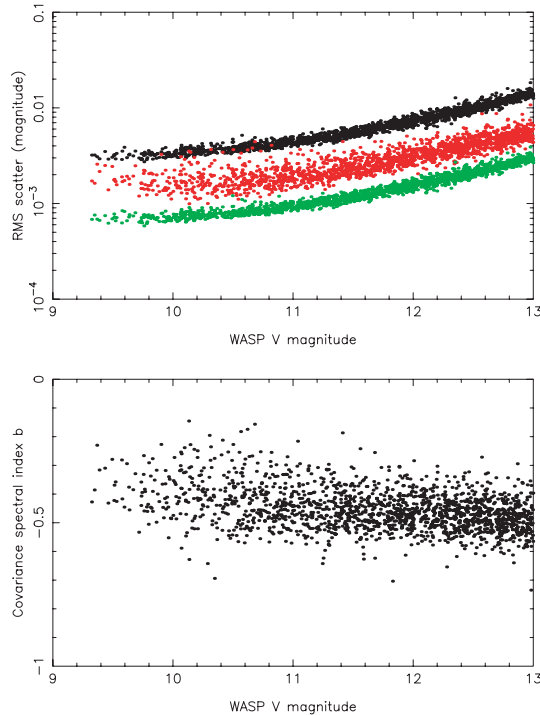 0.1
0.01
10⁻³
10⁻⁴
RMS scatter (magnitude)
9 10 11 12 13
WASP V magnitude
0
−0.5
−1
Covariance spectral index b
9 10 11 12 13
WASP V magnitude